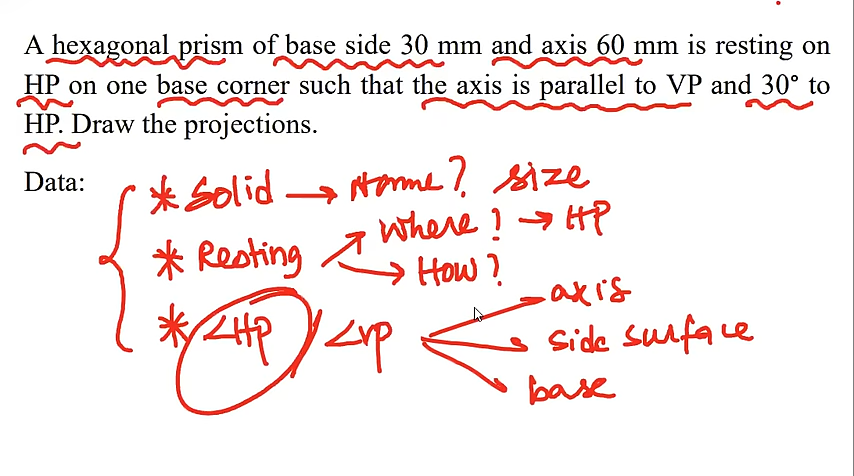 A hexagonal prism of base side 30 mm and axis 60 mm is resting on
HP on one base corner such that the axis is parallel to VP and 30° to
HP. Draw the projections.
Data:
* Solid → Name? size
* Resting Where? → HP
How?
* ∠HP / ∠VP axis
side surface
base